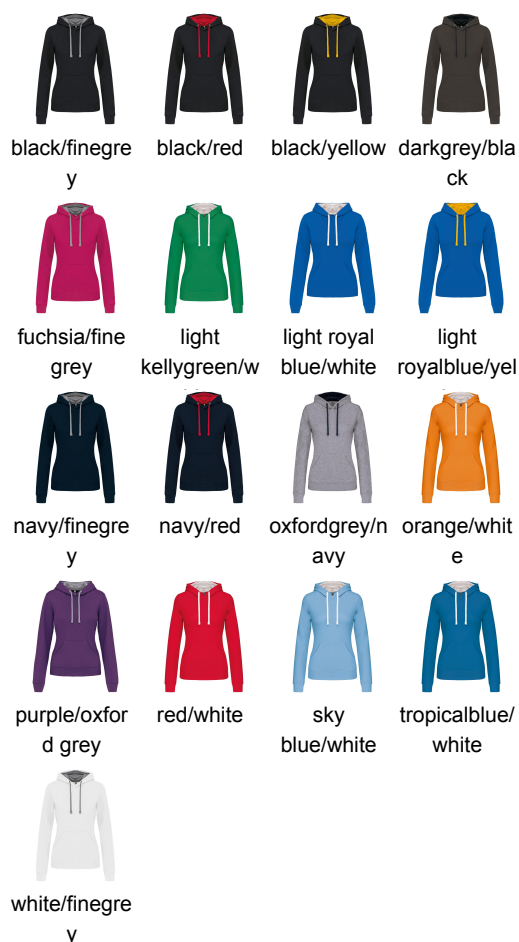 black/finegre
y
black/red
black/yellow
darkgrey/bla
ck
fuchsia/fine
grey
light
kellygreen/w
light royal
blue/white
light
royalblue/yel
navy/finegre
y
navy/red
oxfordgrey/n
avy
orange/whit
e
purple/oxfor
d grey
red/white
sky
blue/white
tropicalblue/
white
white/finegre
y